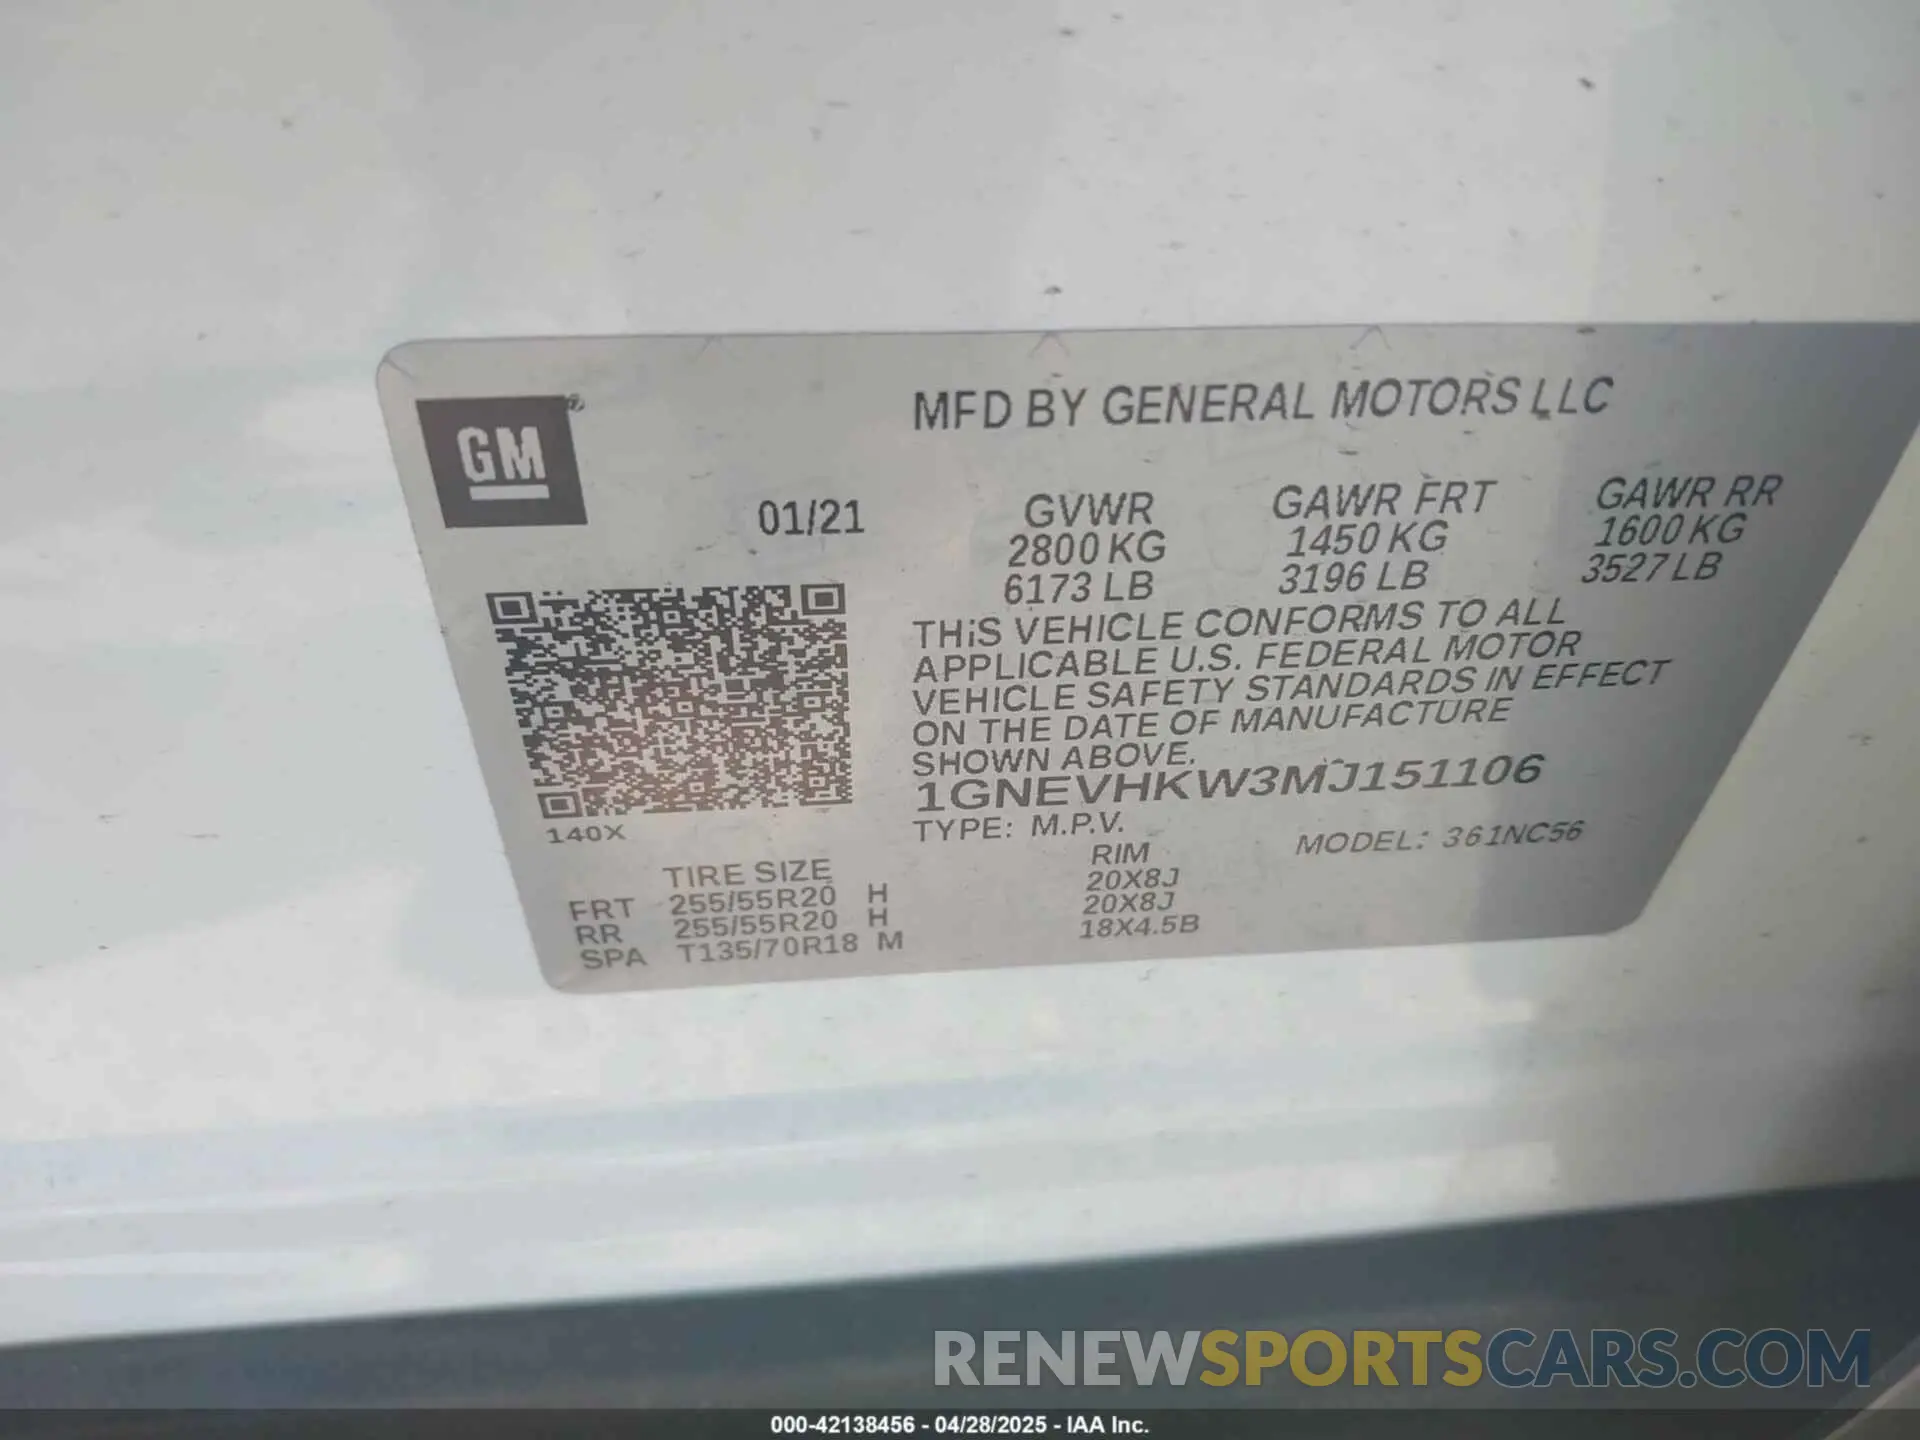 MFD BY GENERAL MOTORS LLC
GM ®
01/21
GVWR GAWR FRT GAWR RR
2800 KG 1450 KG 1600 KG
6173 LB 3196 LB 3527 LB
THiS VEHICLE CONFORMS TO ALL
APPLICABLE U.S. FEDERAL MOTOR
VEHICLE SAFETY STANDARDS IN EFFECT
ON THE DATE OF MANUFACTURE
SHOWN ABOVE.
1GNEVHKW3MJ151106
140X
TYPE: M.P.V. MODEL: 361NC56
TIRE SIZE RIM
FRT 255/55R20 H 20X8J
RR 255/55R20 H 20X8J
SPA T135/70R18 M 18X4.5B
RENEWSPORTSCARS.COM
000-42138456 - 04/28/2025 - IAA Inc.